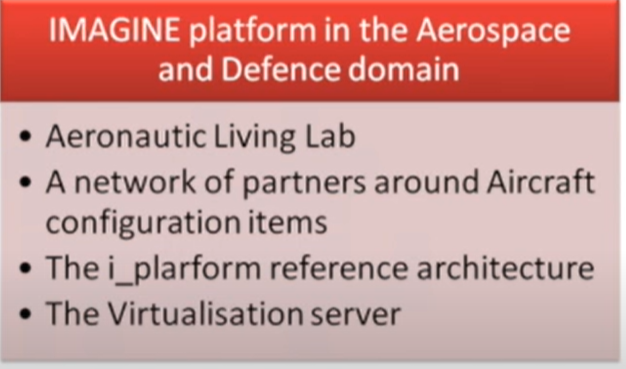 IMAGINE platform in the Aerospace
and Defence domain
• Aeronautic Living Lab
• A network of partners around Aircraft
configuration items
• The i_plarform reference architecture
• The Virtualisation server